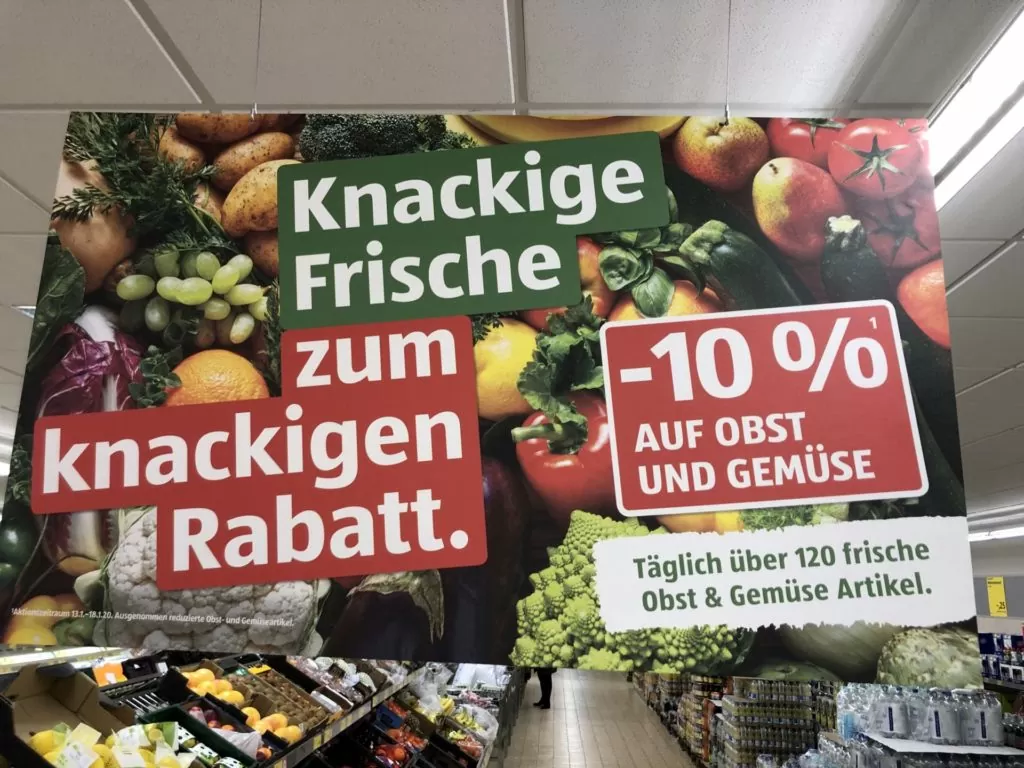 Knackige
Frische
zum
knackigen
Rabatt.
-10 %¹
AUF OBST
UND GEMÜSE
Täglich über 120 frische
Obst & Gemüse Artikel.
¹Aktionszeitraum 13.1.–18.1.20. Ausgenommen reduzierte Obst- und Gemüseartikel.